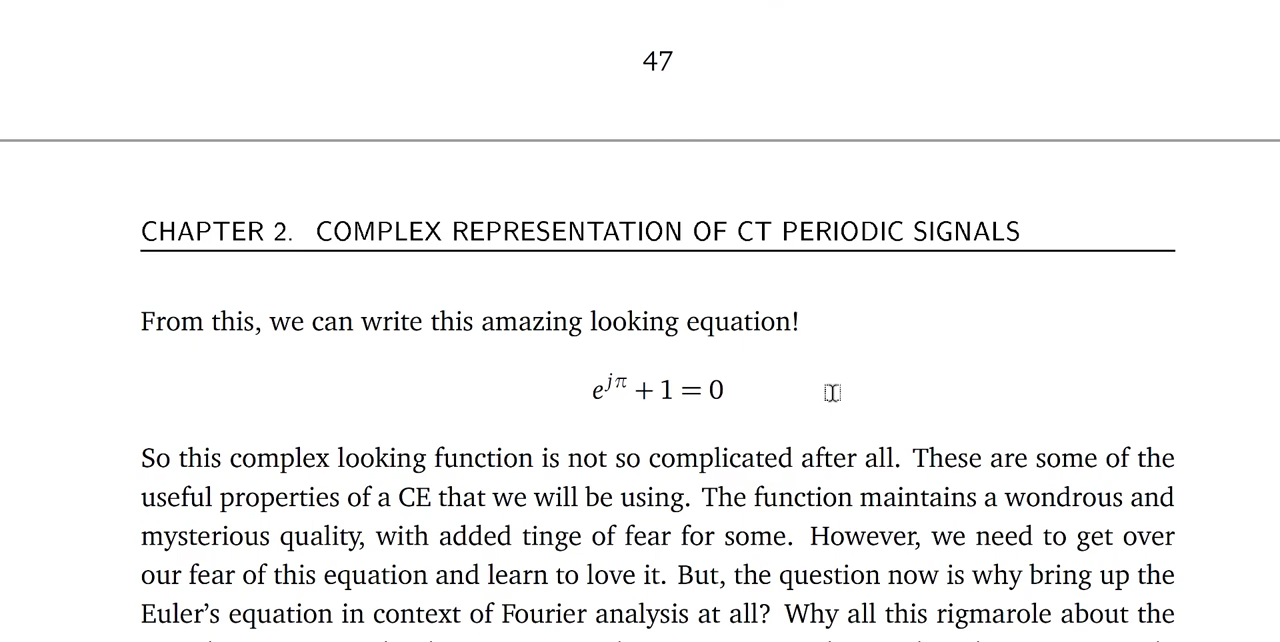 47
CHAPTER 2. COMPLEX REPRESENTATION OF CT PERIODIC SIGNALS
From this, we can write this amazing looking equation!
e^{jπ} + 1 = 0
So this complex looking function is not so complicated after all. These are some of the
useful properties of a CE that we will be using. The function maintains a wondrous and
mysterious quality, with added tinge of fear for some. However, we need to get over
our fear of this equation and learn to love it. But, the question now is why bring up the
Euler’s equation in context of Fourier analysis at all? Why all this rigmarole about the